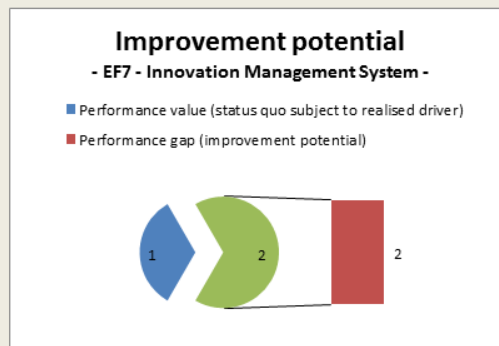 Improvement potential
- EF7 - Innovation Management System -
Performance value (status quo subject to realised driver)
Performance gap (improvement potential)
1
2
2